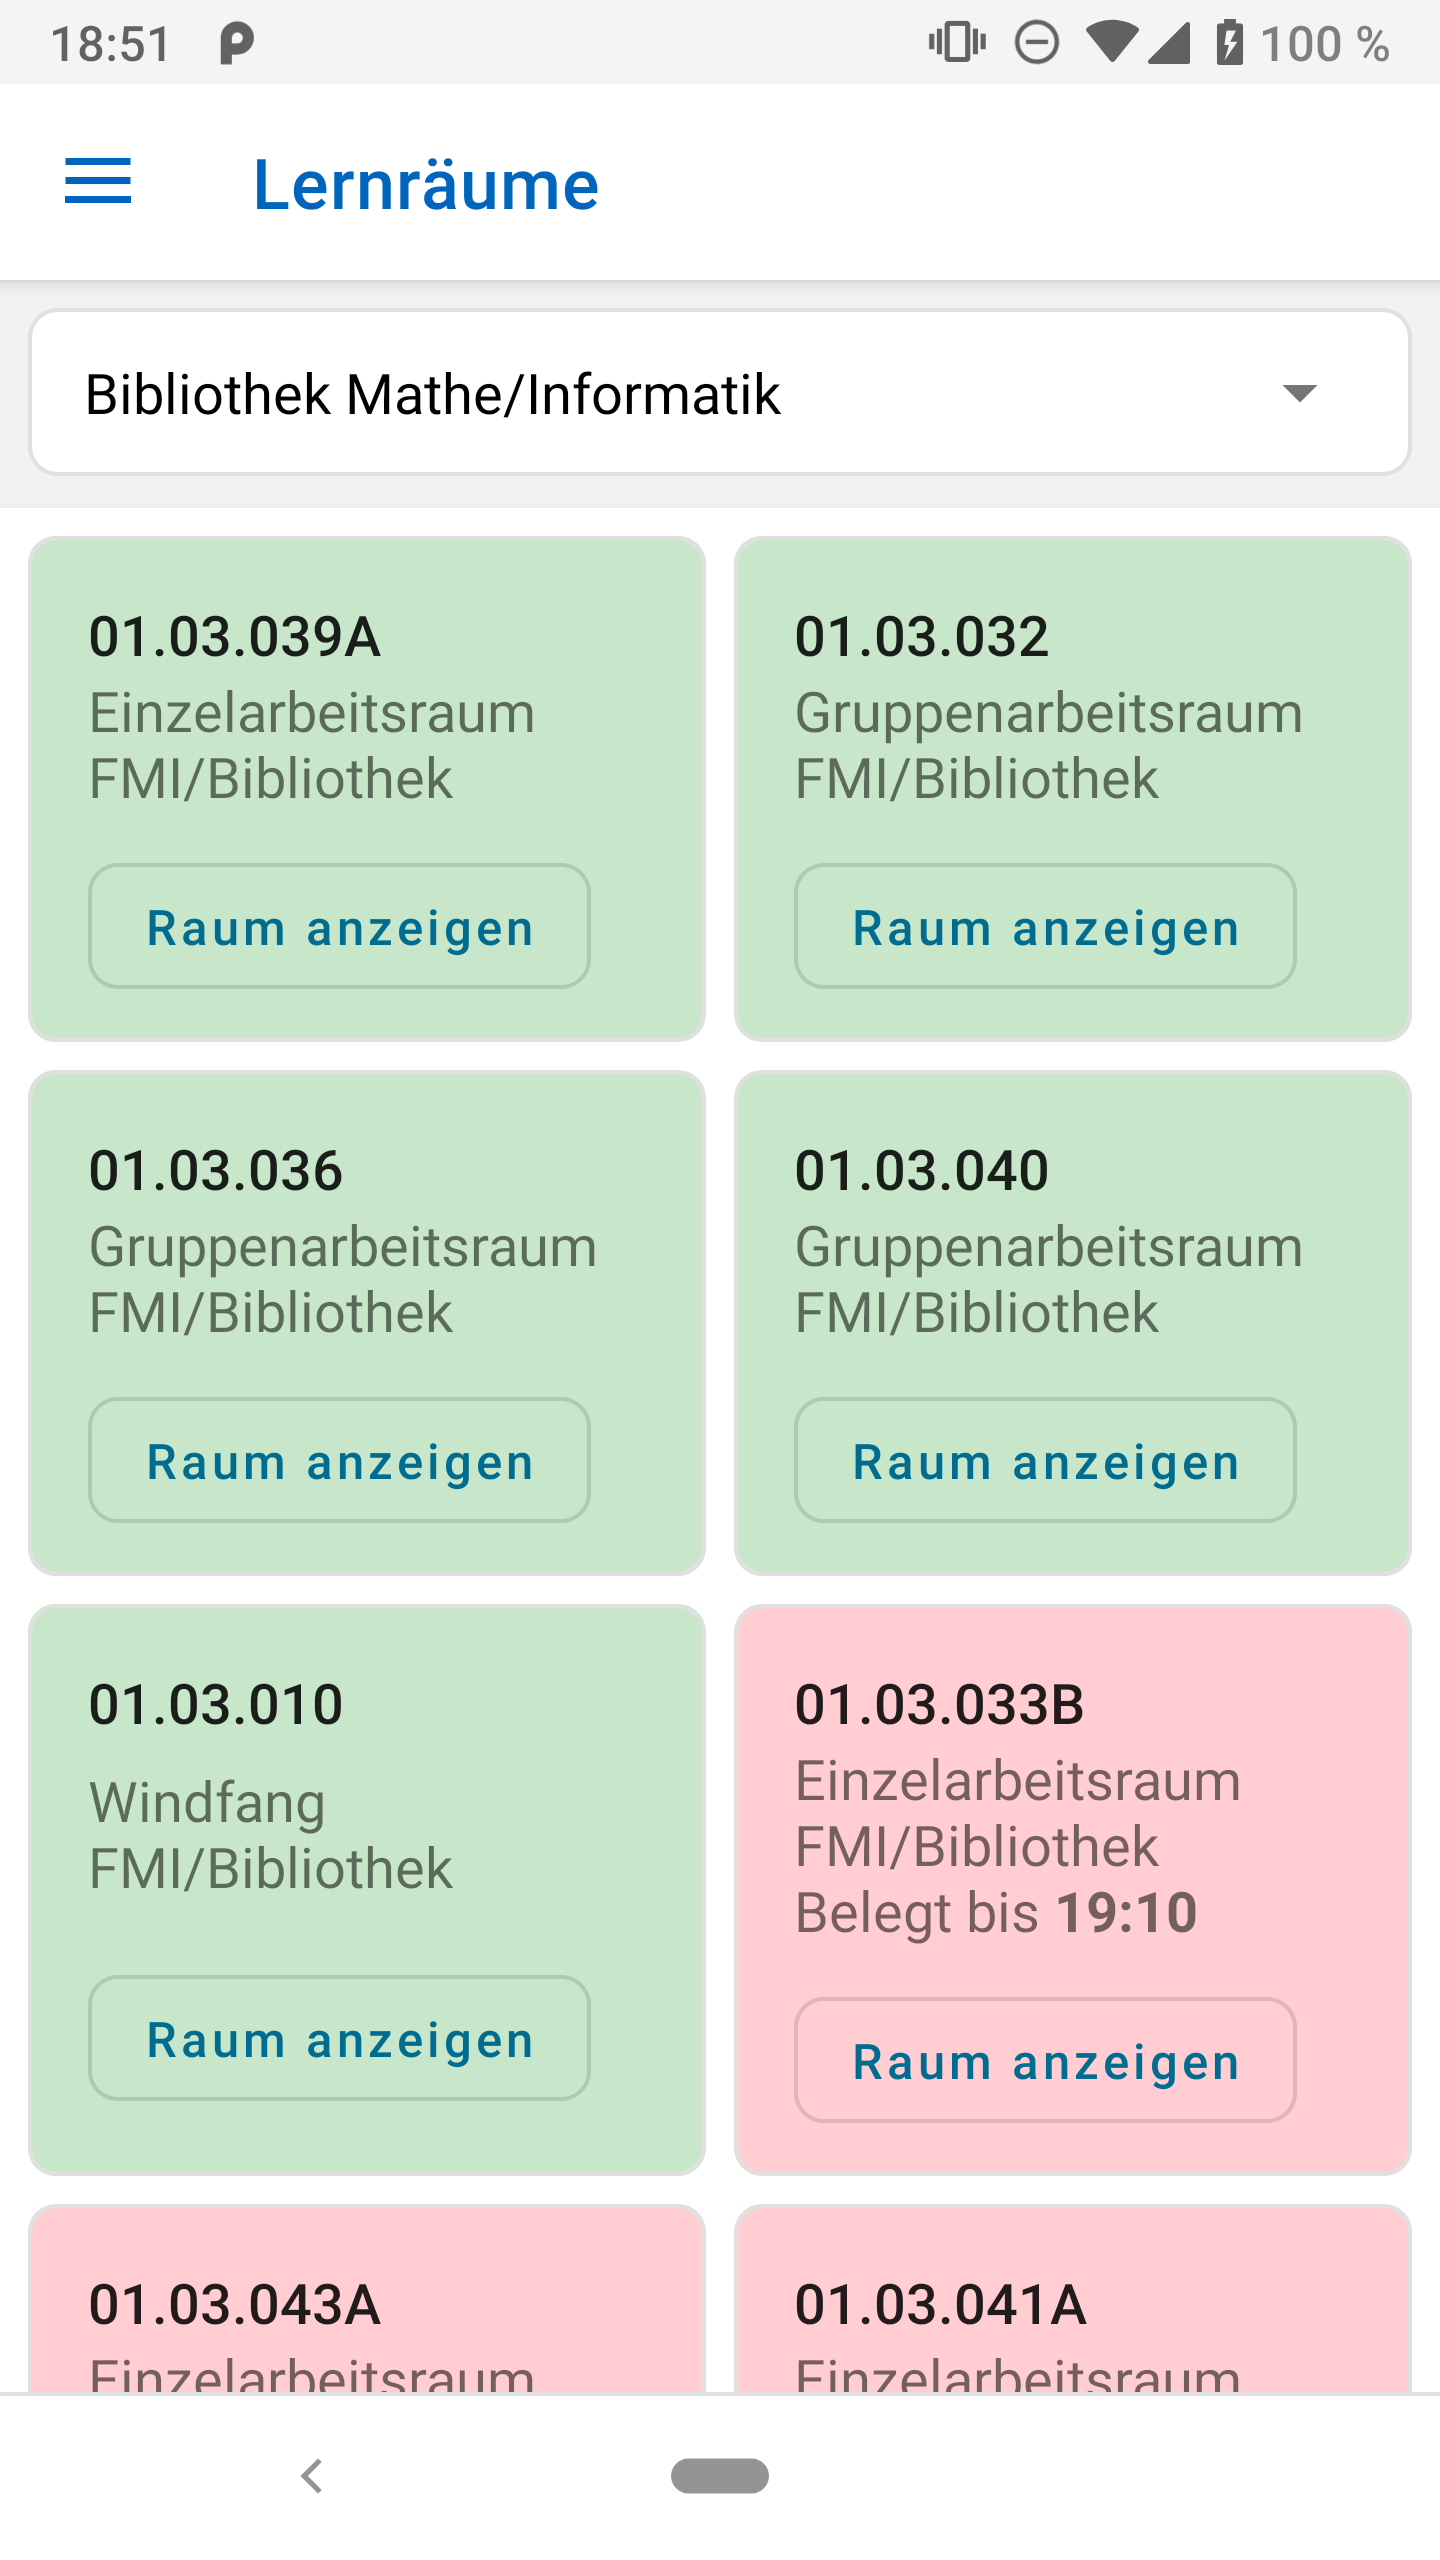 18:51
100 %
Lernräume
Bibliothek Mathe/Informatik
01.03.039A
Einzelarbeitsraum
FMI/Bibliothek
Raum anzeigen
01.03.032
Gruppenarbeitsraum
FMI/Bibliothek
Raum anzeigen
01.03.036
Gruppenarbeitsraum
FMI/Bibliothek
Raum anzeigen
01.03.040
Gruppenarbeitsraum
FMI/Bibliothek
Raum anzeigen
01.03.010
Windfang
FMI/Bibliothek
Raum anzeigen
01.03.033B
Einzelarbeitsraum
FMI/Bibliothek
Belegt bis 19:10
Raum anzeigen
01.03.043A
Einzelarbeitsraum
01.03.041A
Einzelarbeitsraum